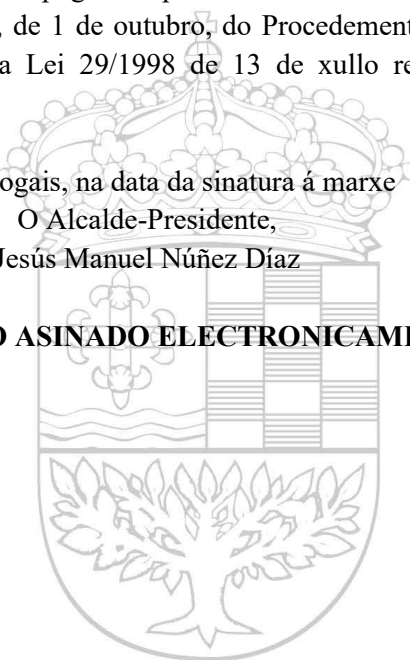 , de 1 de outubro, do Procedement
a Lei 29/1998 de 13 de xullo re
ogais, na data da sinatura á marxe
O Alcalde-Presidente,
Jesús Manuel Núñez Díaz
O ASINADO ELECTRONICAM